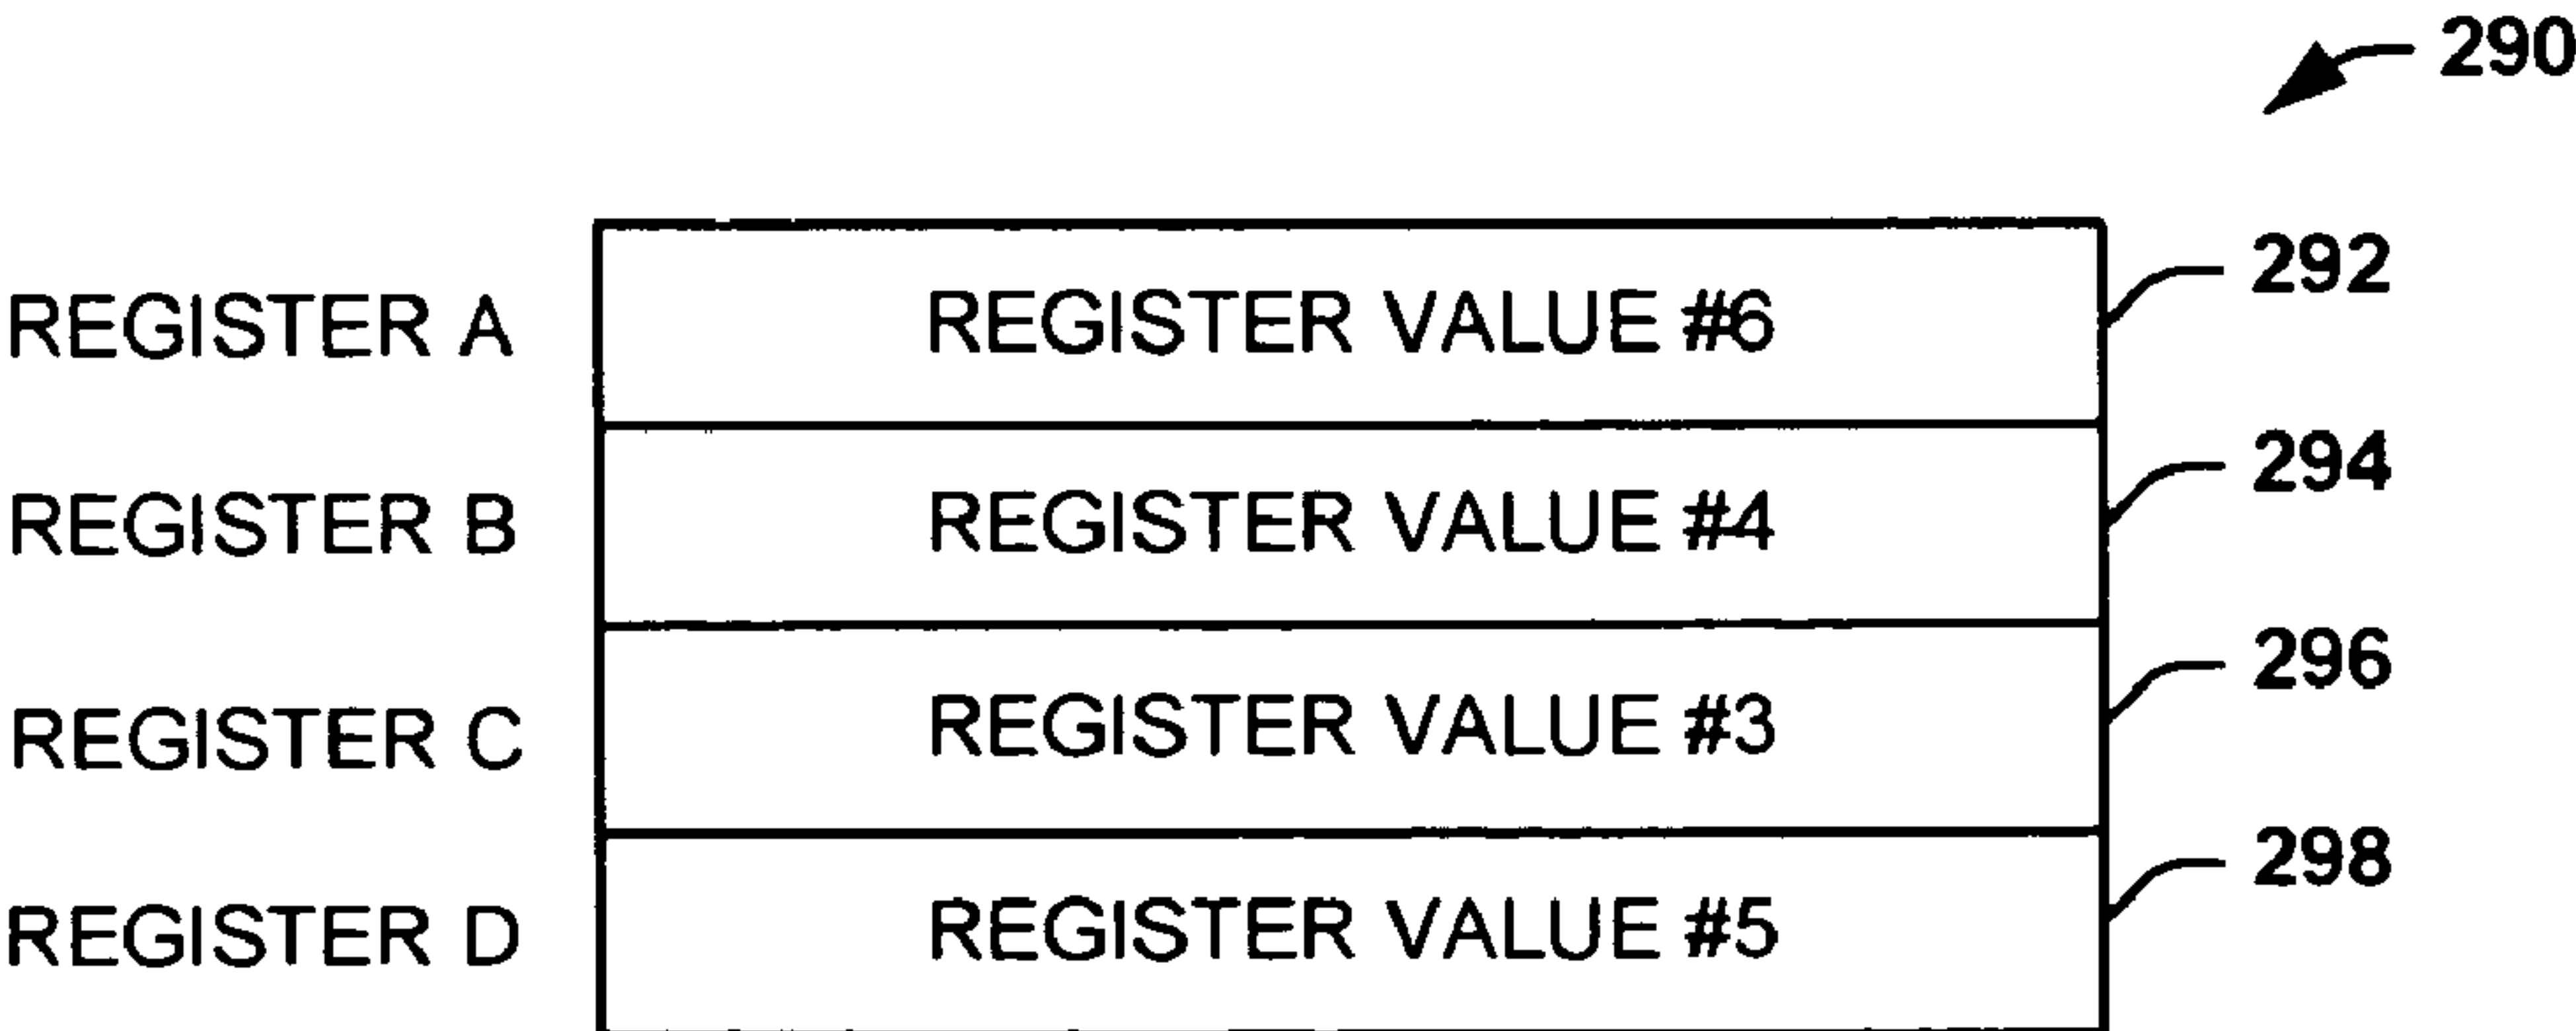 290
REGISTER A REGISTER VALUE #6 292
REGISTER B REGISTER VALUE #4 294
REGISTER C REGISTER VALUE #3 296
REGISTER D REGISTER VALUE #5 298